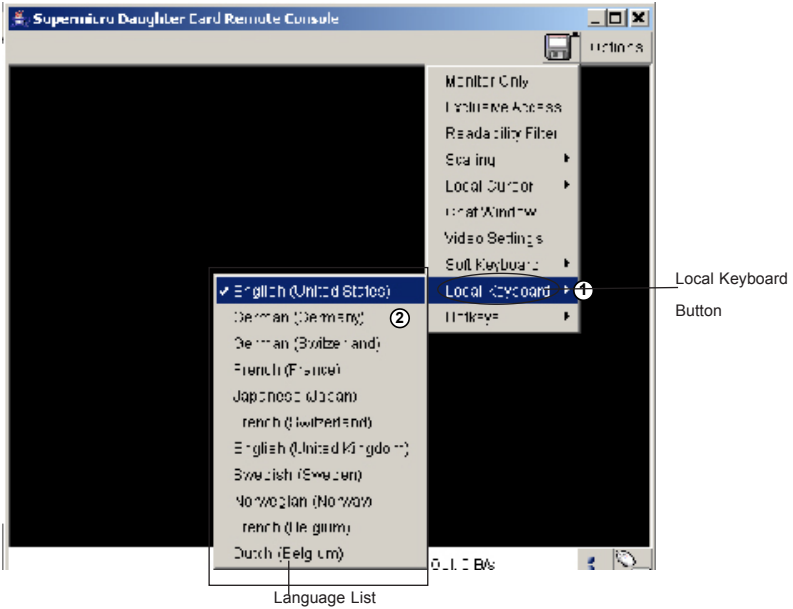 Supermicro Daughter Card Remote Console
Options
Monitor Only
Exclusive Access
Readability Filter
Scaling
Local Cursor
Chat Window
Video Settings
Soft Keyboard
Local Keyboard
1
Hotkeys
Local Keyboard
Button
English (United States)
German (Germany)
2
German (Switzerland)
French (France)
Japanese (Japan)
French (Switzerland)
English (United Kingdom)
Swedish (Sweden)
Norwegian (Norway)
French (Belgium)
Dutch (Belgium)
B/s
Language List